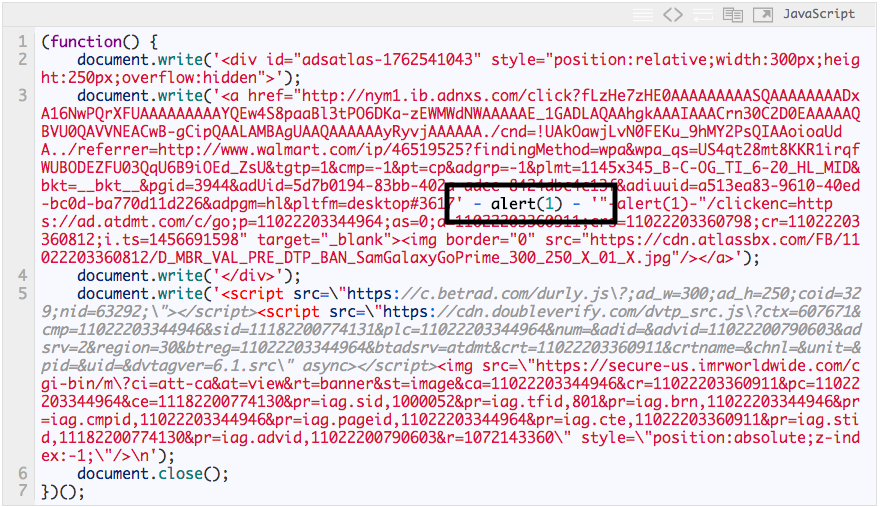 JavaScript
1 (function() {
2 document.write('<div id="adsatlas-1762541043" style="position:relative;width:300px;hei
ght:250px;overflow:hidden">');
3 document.write('<a href="http://nym1.ib.adnxs.com/click?fLzHe7zHE0AAAAAAAAASQAAAAAAAADx
A16NwPQrXFUAAAAAAAAAYQEw4S8paaBl3tPO6DKa-zEWMWdNWAAAAAE_1GADLAQAAhgkAAAIAAACrn30C2D0EAAAAAQ
BVU0QAVVNEACwB-gCipQAALAMBAgUAAQAAAAAAyRyvjAAAAAA./cnd=!UAkOawjLvN0FEKu_9hMY2PsQIAAoioaUd
A../referrer=http://www.walmart.com/ip/46519525?findingMethod=wpa&wpa_qs=US4qt28mt8KKR1irqf
WUBODEZFU03QqU6B9iOEd_ZsU&tgtp=1&cmp=-1&pt=cp&adgrp=-1&plmt=1145x345_B-C-OG_TI_6-20_HL_MID&
bkt=__bkt__&pgid=3944&adUid=5d7b0194-83bb-402 &adiuuid=a513ea83-9610-40ed
-bc0d-ba770d11d226&adpgm=hl&pltfm=desktop#3617' - alert(1) - '"-alert(1)-"/clickenc=http
s://ad.atdmt.com/c/go;p=11022203344964;as=0;a=11022203360911;crs=11022203360798;cr=11022203
360812;i.ts=1456691598" target="_blank"><img border="0" src="https://cdn.atlassbx.com/FB/11
022203360812/D_MBR_VAL_PRE_DTP_BAN_SamGalaxyGoPrime_300_250_X_01_X.jpg"/></a>');
4 document.write('</div>');
5 document.write('<script src=\"https://c.betrad.com/durly.js\?;ad_w=300;ad_h=250;coid=32
9;nid=63292;\"></script><script src=\"https://cdn.doubleverify.com/dvtp_src.js\?ctx=607671&
cmp=11022203344946&sid=11182200774131&plc=11022203344964&num=&adid=&advid=11022200790603&ad
srv=2&region=30&btreg=11022203344964&btadsrv=atdmt&crt=11022203360911&crtname=&chnl=&unit=&
pid=&uid=&dvtagver=6.1.src\" async></script><img src=\"https://secure-us.imrworldwide.com/c
gi-bin/m\?ci=att-ca&at=view&rt=banner&st=image&ca=11022203344946&cr=11022203360911&pc=11022
203344964&ce=11182200774130&pr=iag.sid,1000052&pr=iag.tfid,801&pr=iag.brn,11022203344946&pr
=iag.cmpid,11022203344946&pr=iag.pageid,11022203344964&pr=iag.cte,11022203360911&pr=iag.sti
d,11182200774130&pr=iag.advid,11022200790603&r=1072143360\" style=\"position:absolute;z-ind
ex:-1;\"/>\n');
6 document.close();
7 })();